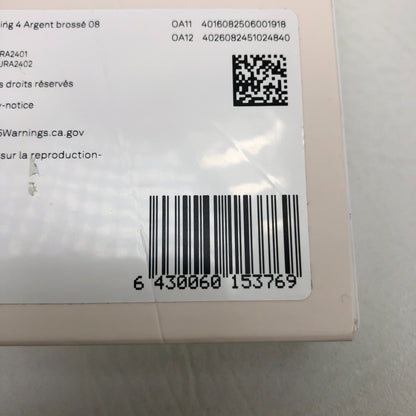 ing 4 Argent brossé 08
OA11 4016082506001918
OA12 4026082451024840
RA2401
URA2402
s droits réservés
y-notice
5Warnings.ca.gov
sur la reproduction-
6 430060 153769